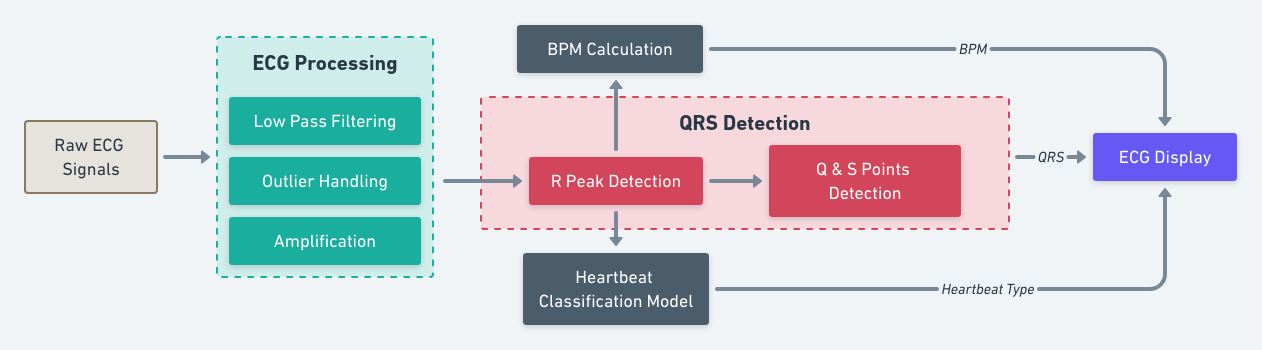 Raw ECG
Signals
ECG Processing
Low Pass Filtering
Outlier Handling
Amplification
BPM Calculation
BPM
QRS Detection
R Peak Detection
Q & S Points
Detection
Heartbeat
Classification Model
QRS
Heartbeat Type
ECG Display